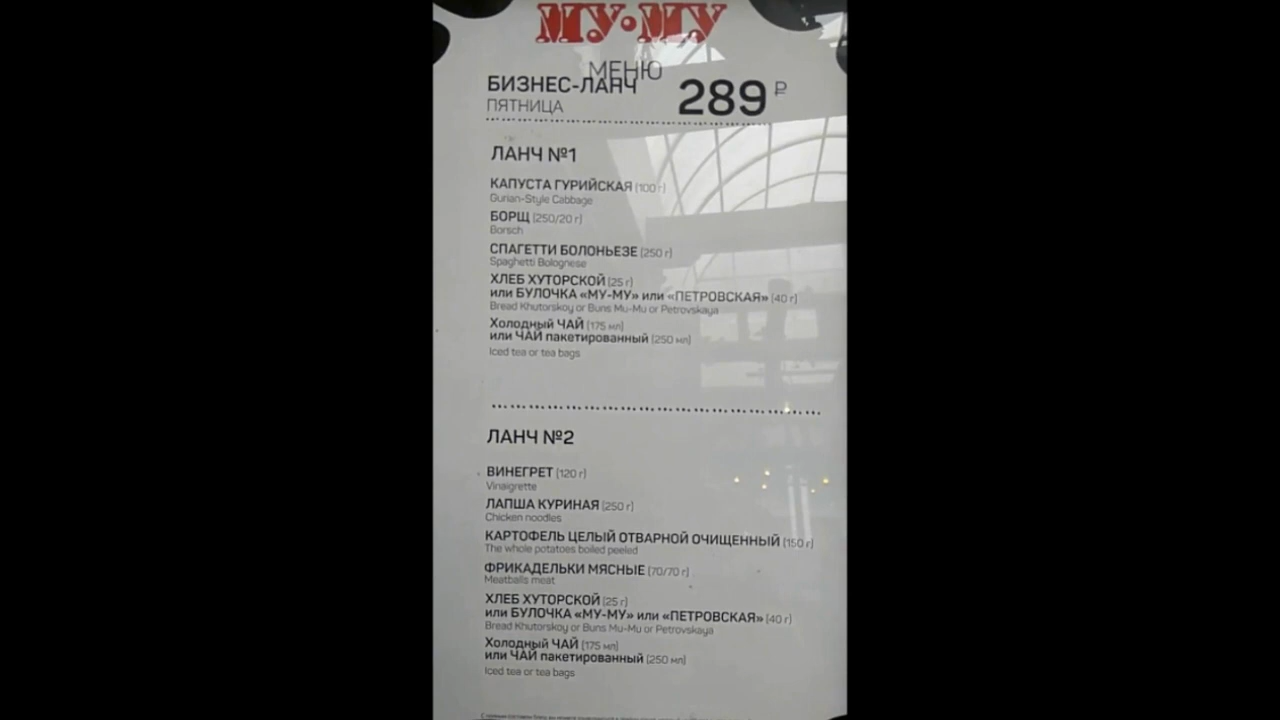 МУ•МУ
МЕНЮ
БИЗНЕС-ЛАНЧ
ПЯТНИЦА
289 ₽
ЛАНЧ №1
КАПУСТА ГУРИЙСКАЯ (100 г)
Gurian-Style Cabbage
БОРЩ (250/20 г)
Borsch
СПАГЕТТИ БОЛОНЬЕЗЕ (250 г)
Spaghetti Bolognese
ХЛЕБ ХУТОРСКОЙ (25 г)
или БУЛОЧКА «МУ-МУ» или «ПЕТРОВСКАЯ» (40 г)
Bread Khutorskoy or Buns Mu-Mu or Petrovskaya
Холодный ЧАЙ (175 мл)
или ЧАЙ пакетированный (250 мл)
Iced tea or tea bags
ЛАНЧ №2
ВИНЕГРЕТ (120 г)
Vinaigrette
ЛАПША КУРИНАЯ (250 г)
Chicken noodles
КАРТОФЕЛЬ ЦЕЛЫЙ ОТВАРНОЙ ОЧИЩЕННЫЙ (150 г)
The whole potatoes boiled peeled
ФРИКАДЕЛЬКИ МЯСНЫЕ (70/70 г)
Meatballs meat
ХЛЕБ ХУТОРСКОЙ (25 г)
или БУЛОЧКА «МУ-МУ» или «ПЕТРОВСКАЯ» (40 г)
Bread Khutorskoy or Buns Mu-Mu or Petrovskaya
Холодный ЧАЙ (175 мл)
или ЧАЙ пакетированный (250 мл)
Iced tea or tea bags